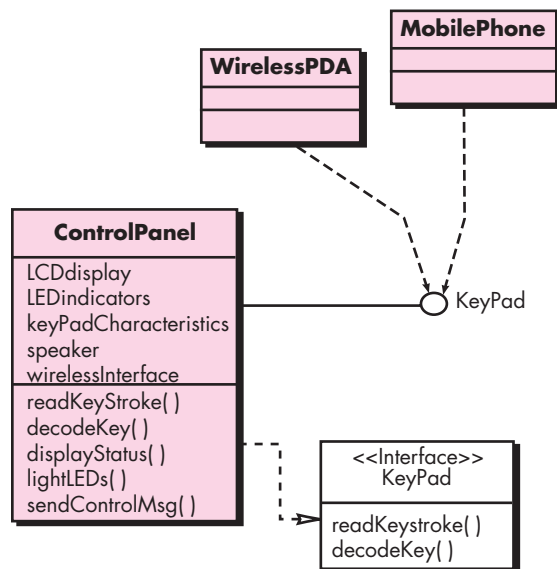 MobilePhone
WirelessPDA
ControlPanel
LCDdisplay
LEDindicators
keyPadCharacteristics
speaker
wirelessInterface
readKeyStroke( )
decodeKey( )
displayStatus( )
lightLEDs( )
sendControlMsg( )
KeyPad
<<Interface>>
KeyPad
readKeystroke( )
decodeKey( )